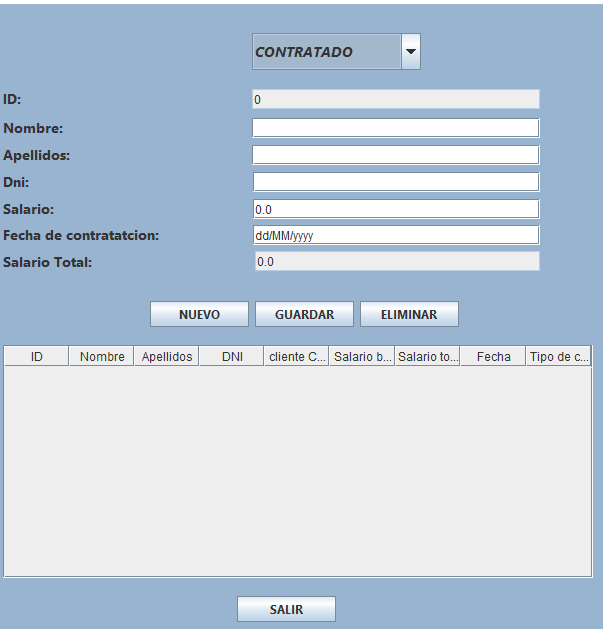 CONTRATADO
ID: 0
Nombre:
Apellidos:
Dni:
Salario: 0.0
Fecha de contratatcion: dd/MM/yyyy
Salario Total: 0.0
NUEVO GUARDAR ELIMINAR
ID Nombre Apellidos DNI cliente C... Salario b... Salario to... Fecha Tipo de c...
SALIR